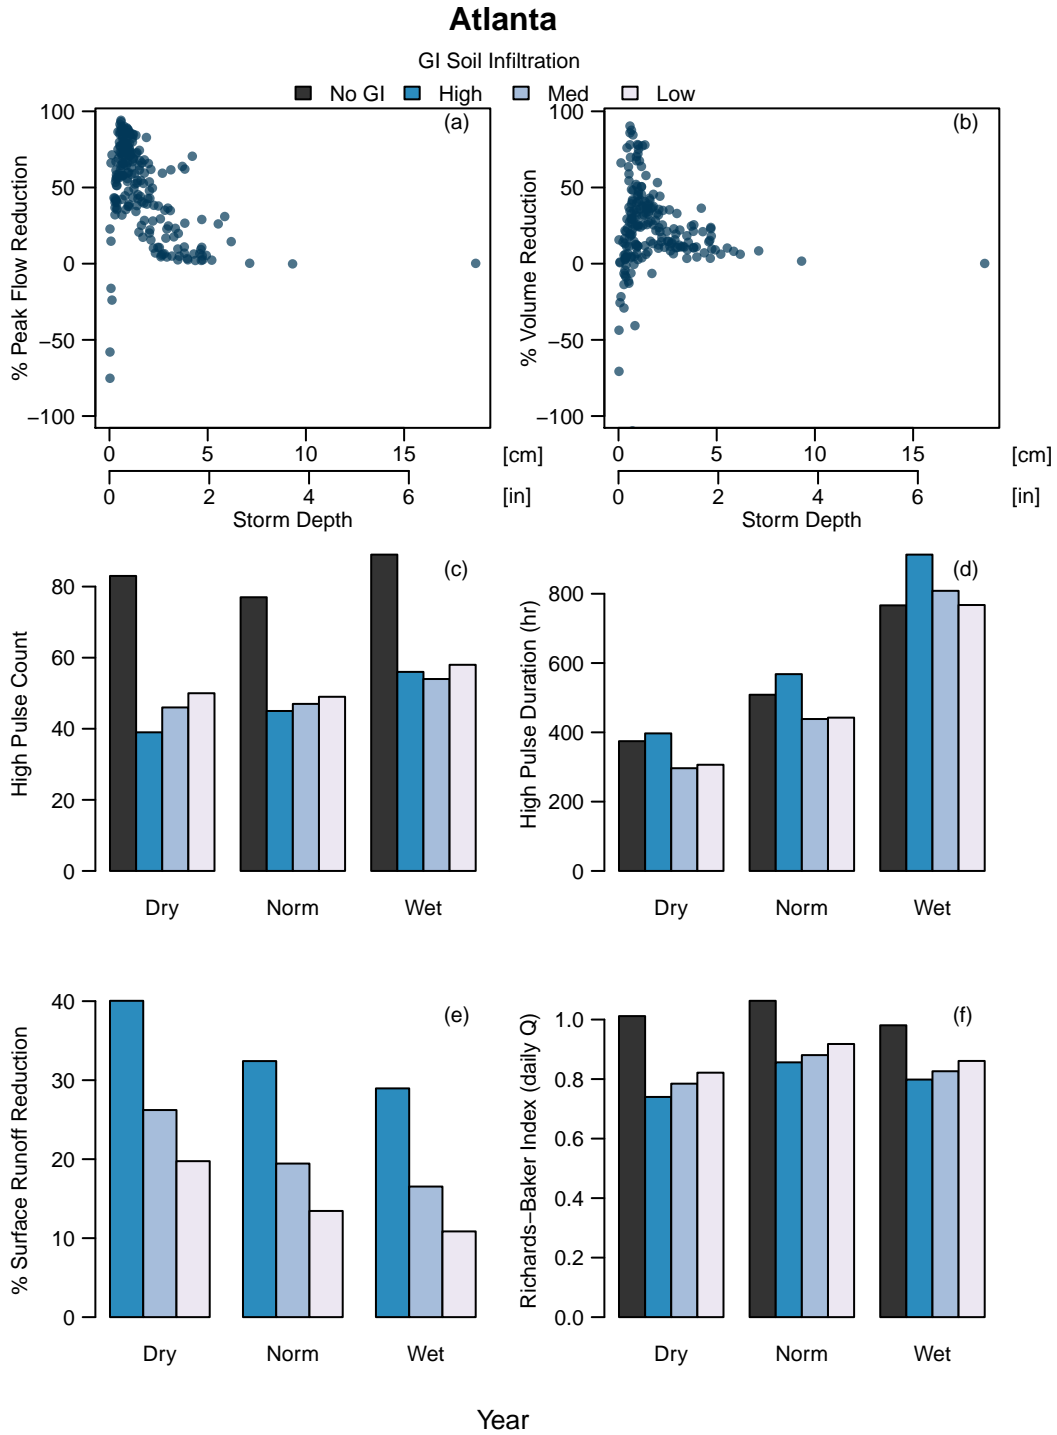 Atlanta
GI Soil Infiltration
No GI High Med Low
(a)
% Peak Flow Reduction
100
50
0
−50
−100
0 5 10 15 [cm]
0 2 4 6 [in]
Storm Depth
(b)
% Volume Reduction
100
50
0
−50
−100
0 5 10 15 [cm]
0 2 4 6 [in]
Storm Depth
(c)
High Pulse Count
80
60
40
20
0
Dry Norm Wet
(d)
High Pulse Duration (hr)
800
600
400
200
0
Dry Norm Wet
(e)
% Surface Runoff Reduction
40
30
20
10
0
Dry Norm Wet
(f)
Richards−Baker Index (daily Q)
1.0
0.8
0.6
0.4
0.2
0.0
Dry Norm Wet
Year